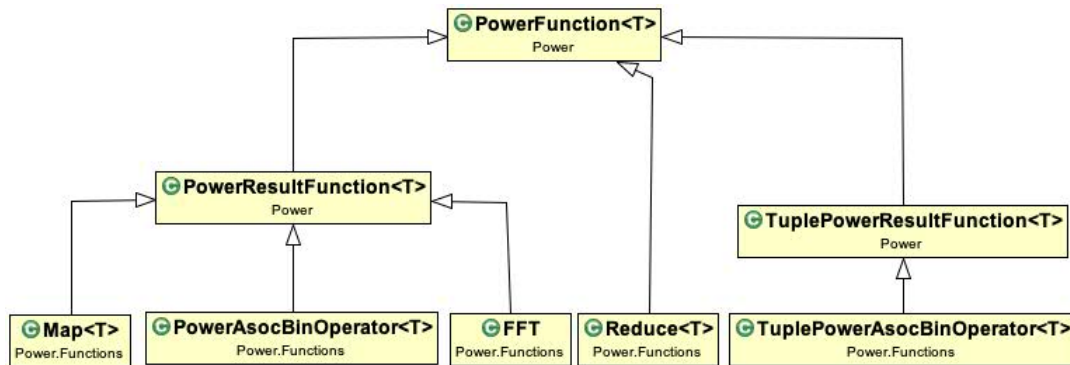 PowerFunction<T>
Power
PowerResultFunction<T>
Power
TuplePowerResultFunction<T>
Power
Map<T>
Power.Functions
PowerAsocBinOperator<T>
Power.Functions
FFT
Power.Functions
Reduce<T>
Power.Functions
TuplePowerAsocBinOperator<T>
Power.Functions